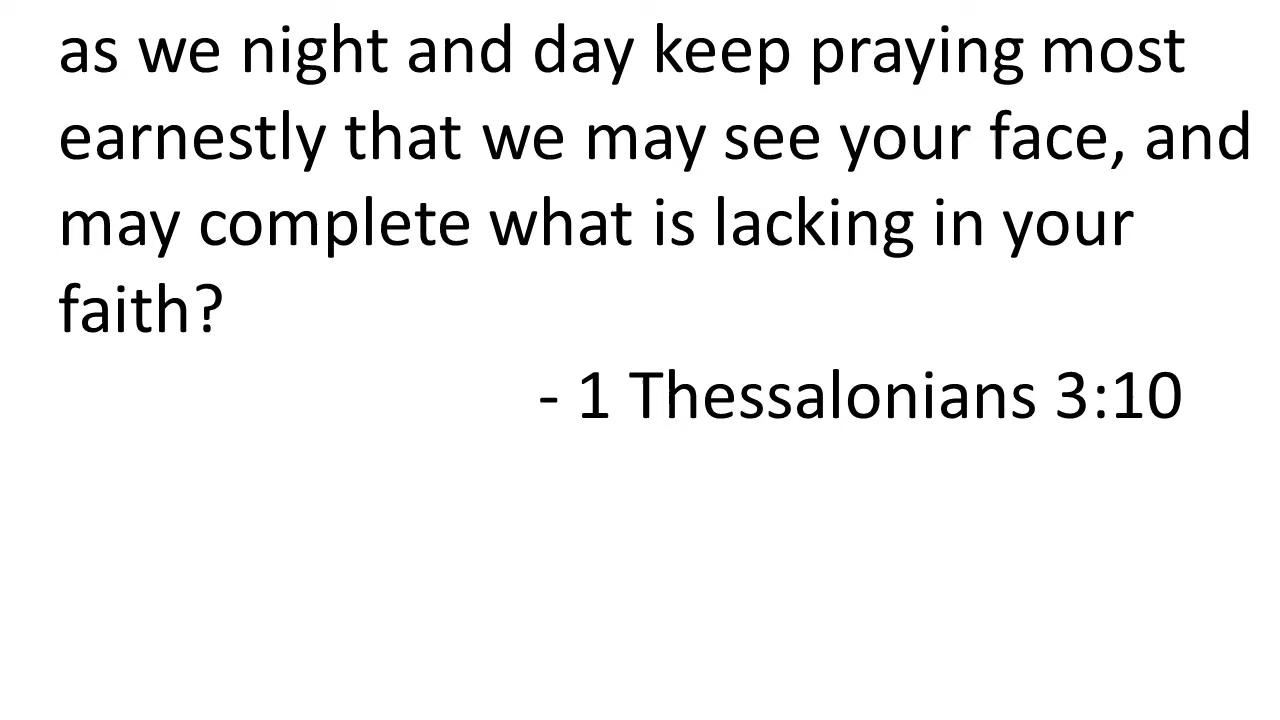 as we night and day keep praying most
earnestly that we may see your face, and
may complete what is lacking in your
faith?
- 1 Thessalonians 3:10